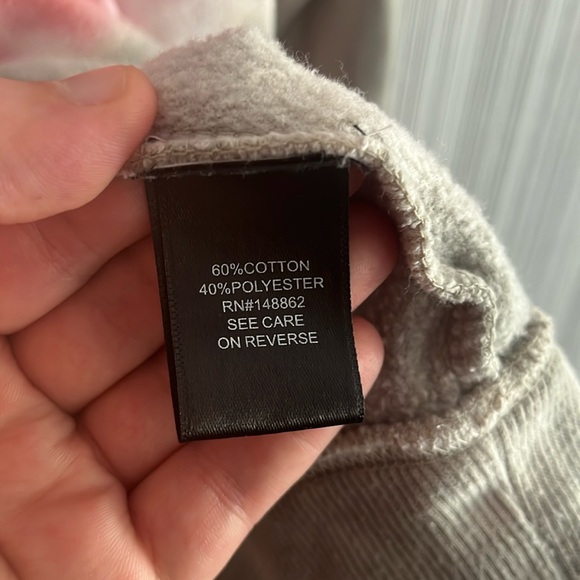 60%COTTON
40%POLYESTER
RN#148862
SEE CARE
ON REVERSE